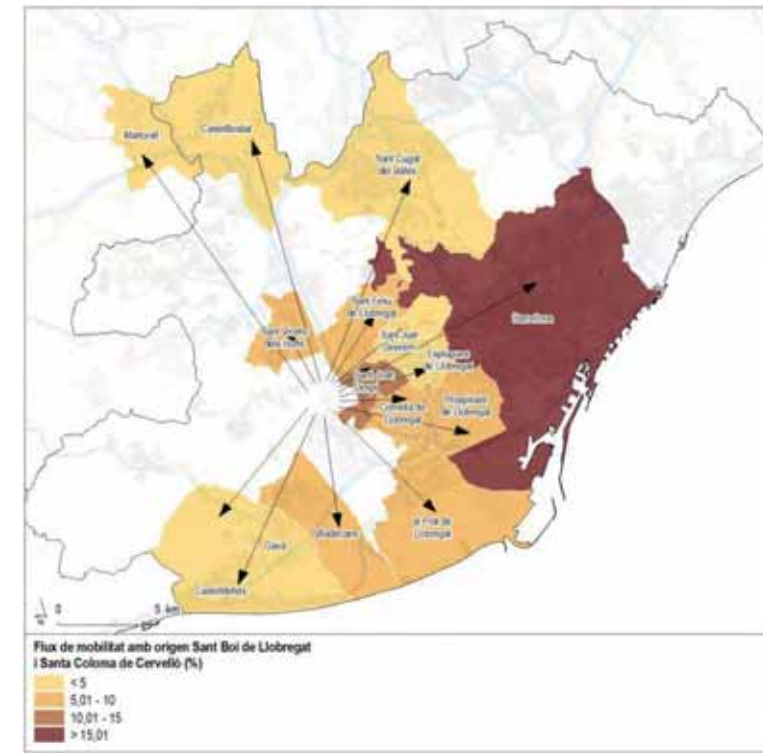 Martorell
Castellbisbal
Sant Cugat
del Vallès
Sant Feliu
de Llobregat
Barcelona
Sant Vicenç
dels Horts
Sant Just
Desvern
Esplugues
de Llobregat
Sant Joan
Despí
Cornellà de
Llobregat
l'Hospitalet
de Llobregat
el Prat de
Llobregat
Viladecans
Gavà
Castelldefels
0 5 km
Flux de mobilitat amb origen Sant Boi de Llobregat
i Santa Coloma de Cervelló (%)
< 5
5,01 - 10
10,01 - 15
> 15,01